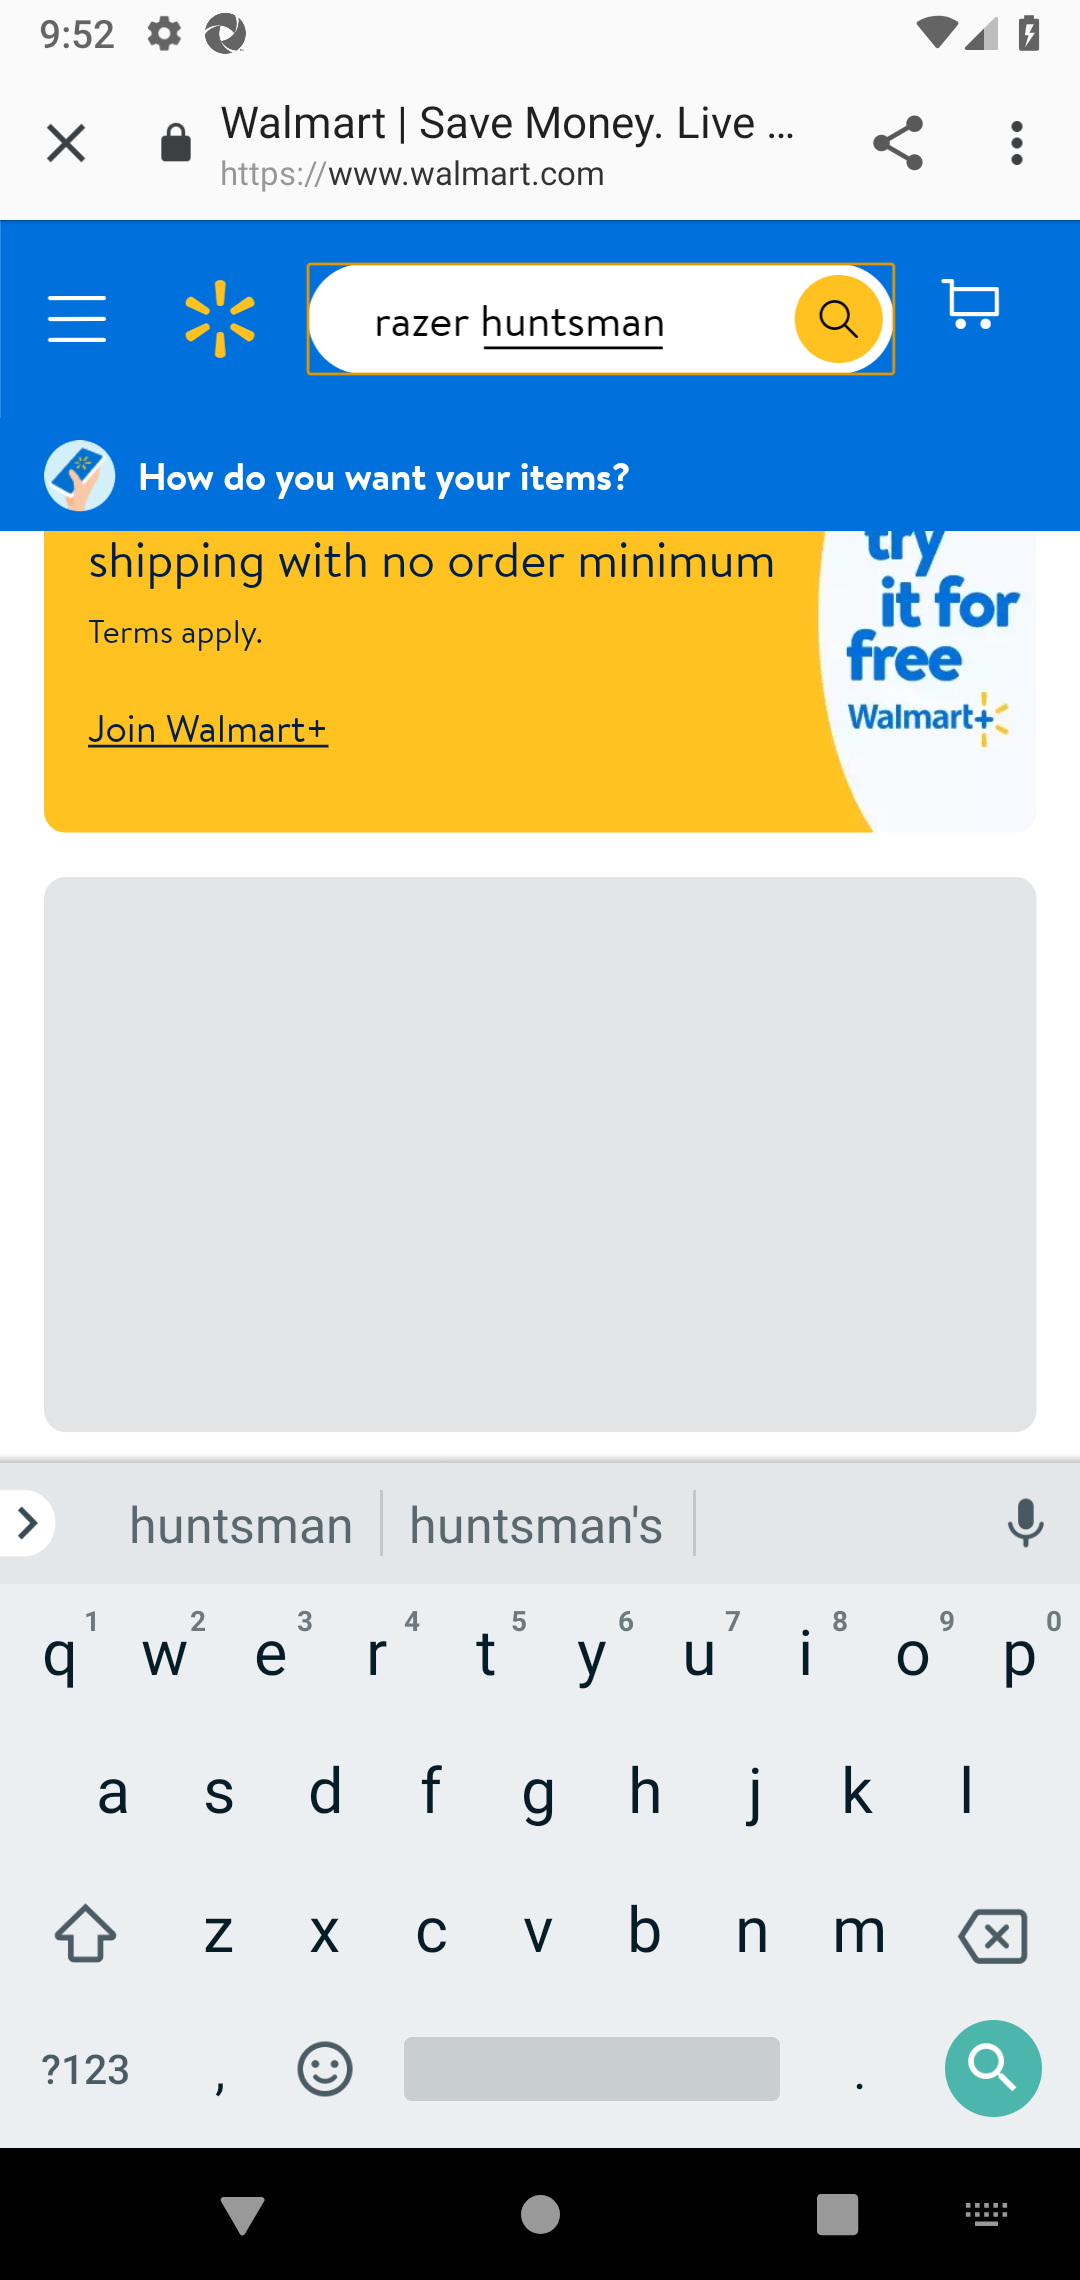 9:52
Walmart | Save Money. Live ...
https://www.walmart.com
razer huntsman
How do you want your items?
shipping with no order minimum
Terms apply.
Join Walmart+
try
it for
free
Walmart+
huntsman huntsman's
1 2 3 4 5 6 7 8 9 0
q w e r t y u i o p
a s d f g h j k l
z x c v b n m
?123 , .